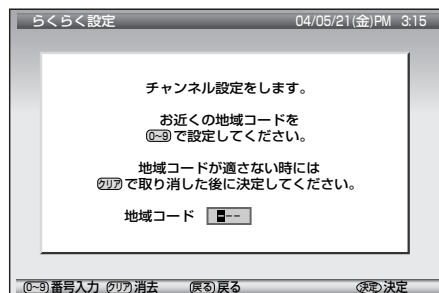 らくらく設定 04/05/21(金)PM 3:15
チャンネル設定をします。
お近くの地域コードを
0~9で設定してください。
地域コードが適さない時には
クリアで取り消した後に決定してください。
地域コード ---
0~9番号入力 クリア消去 戻る戻る 決定決定